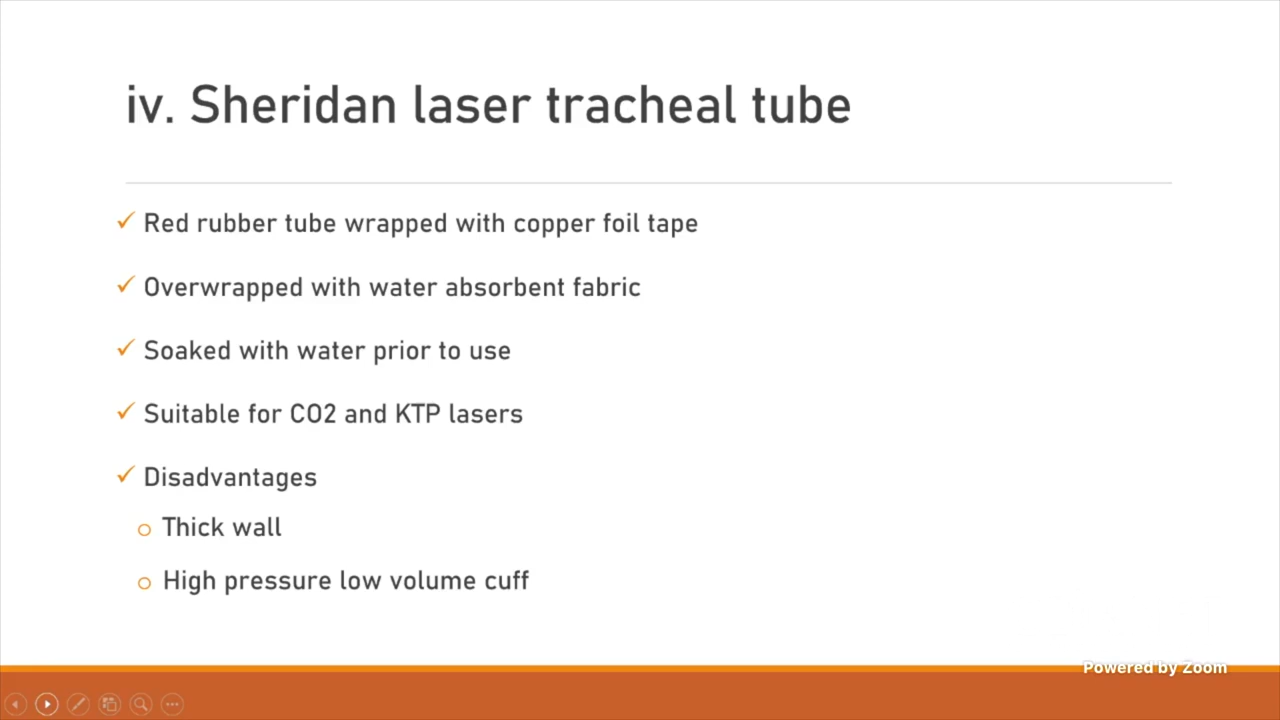 iv. Sheridan laser tracheal tube
Red rubber tube wrapped with copper foil tape
Overwrapped with water absorbent fabric
Soaked with water prior to use
Suitable for CO2 and KTP lasers
Disadvantages
Thick wall
High pressure low volume cuff
Powered by Zoom